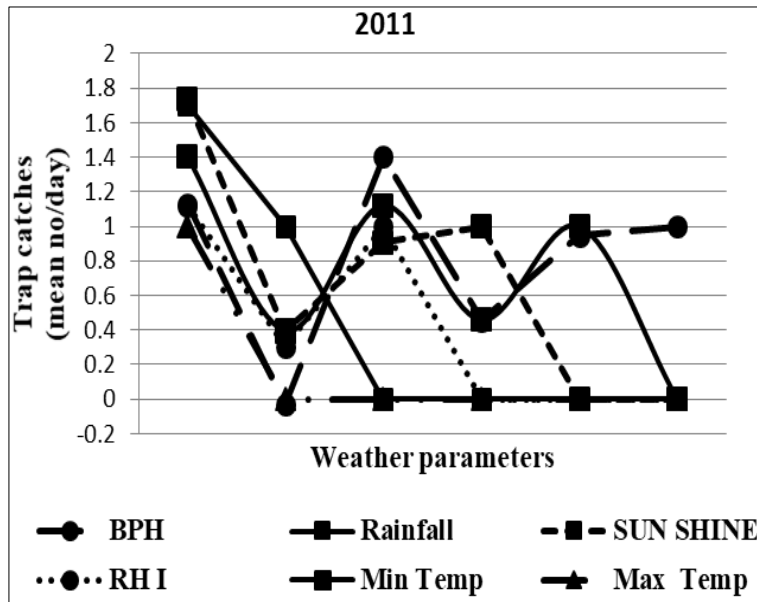 2011
Trap catches
(mean no/day)
2
1.8
1.6
1.4
1.2
1
0.8
0.6
0.4
0.2
0
-0.2
Weather parameters
BPH Rainfall SUN SHINE
RH I Min Temp Max Temp